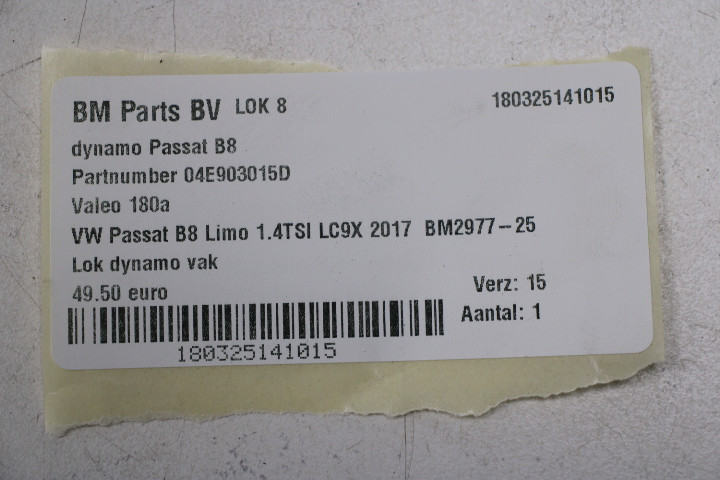 BM Parts BV LOK 8 180325141015
dynamo Passat B8
Partnumber 04E903015D
Valeo 180a
VW Passat B8 Limo 1.4TSI LC9X 2017 BM2977-25
Lok dynamo vak
49.50 euro Verz: 15
Aantal: 1
180325141015